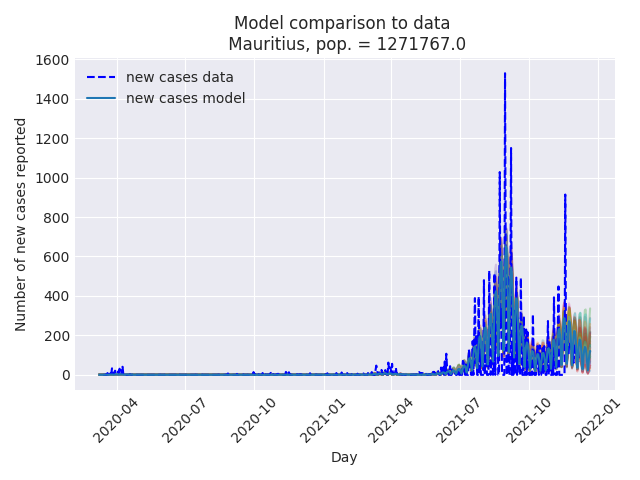 Model comparison to data
Mauritius, pop. = 1271767.0
new cases data
new cases model
Number of new cases reported
1600
1400
1200
1000
800
600
400
200
0
2020-04
2020-07
2020-10
2021-01
2021-04
2021-07
2021-10
2022-01
Day